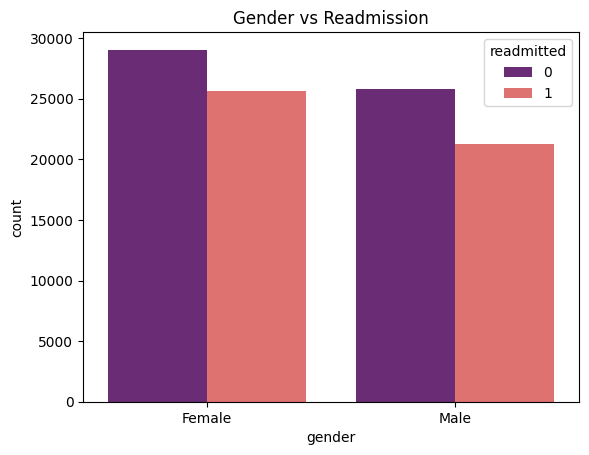 Gender vs Readmission
30000
25000
20000
15000
10000
5000
0
count
readmitted
0
1
Female
Male
gender